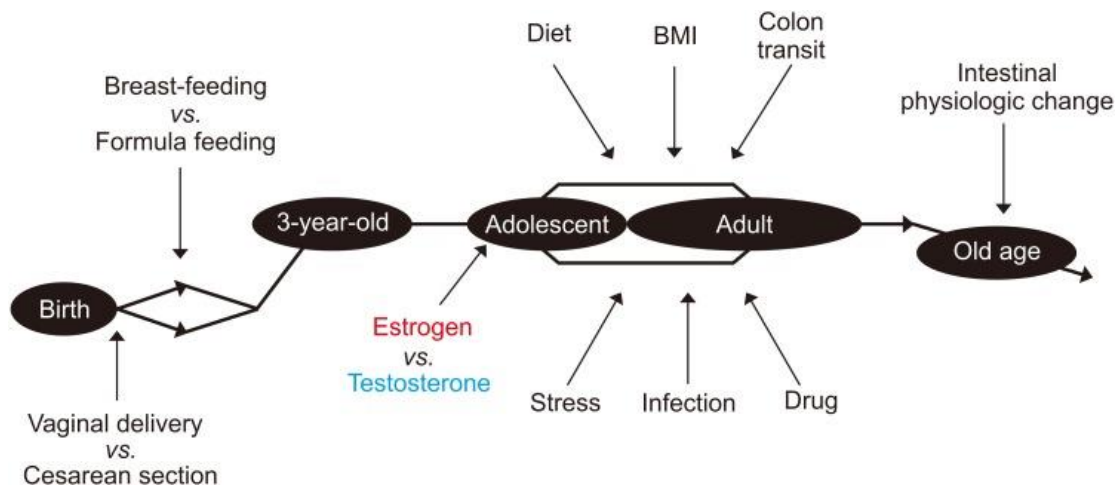 Diet
BMI
Colon
transit
Breast-feeding
vs.
Formula feeding
Intestinal
physiologic change
3-year-old
Adolescent
Adult
Old age
Birth
Estrogen
vs.
Testosterone
Stress
Infection
Drug
Vaginal delivery
vs.
Cesarean section